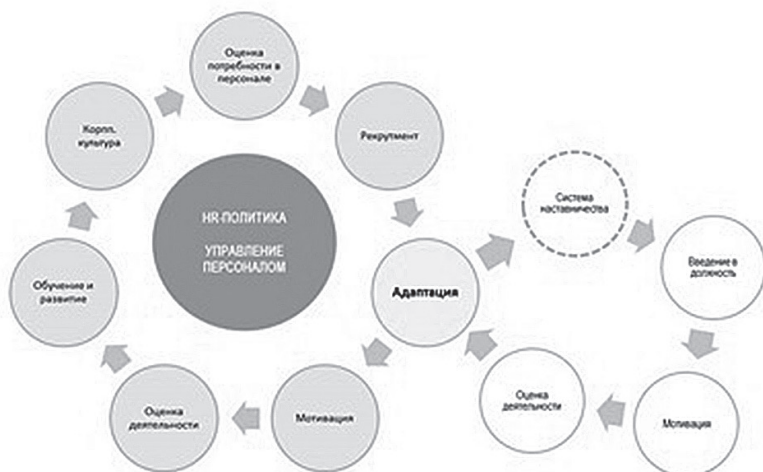 Оценка
потребности в
персонале
Рекрутмент
Адаптация
Мотивация
Оценка
деятельности
Обучение и
развитие
Корпп.
культура
HR-ПОЛИТИКА
УПРАВЛЕНИЕ
ПЕРСОНАЛОМ
Система
наставничества
Введение в
должность
Мотивация
Оценка
деятельности